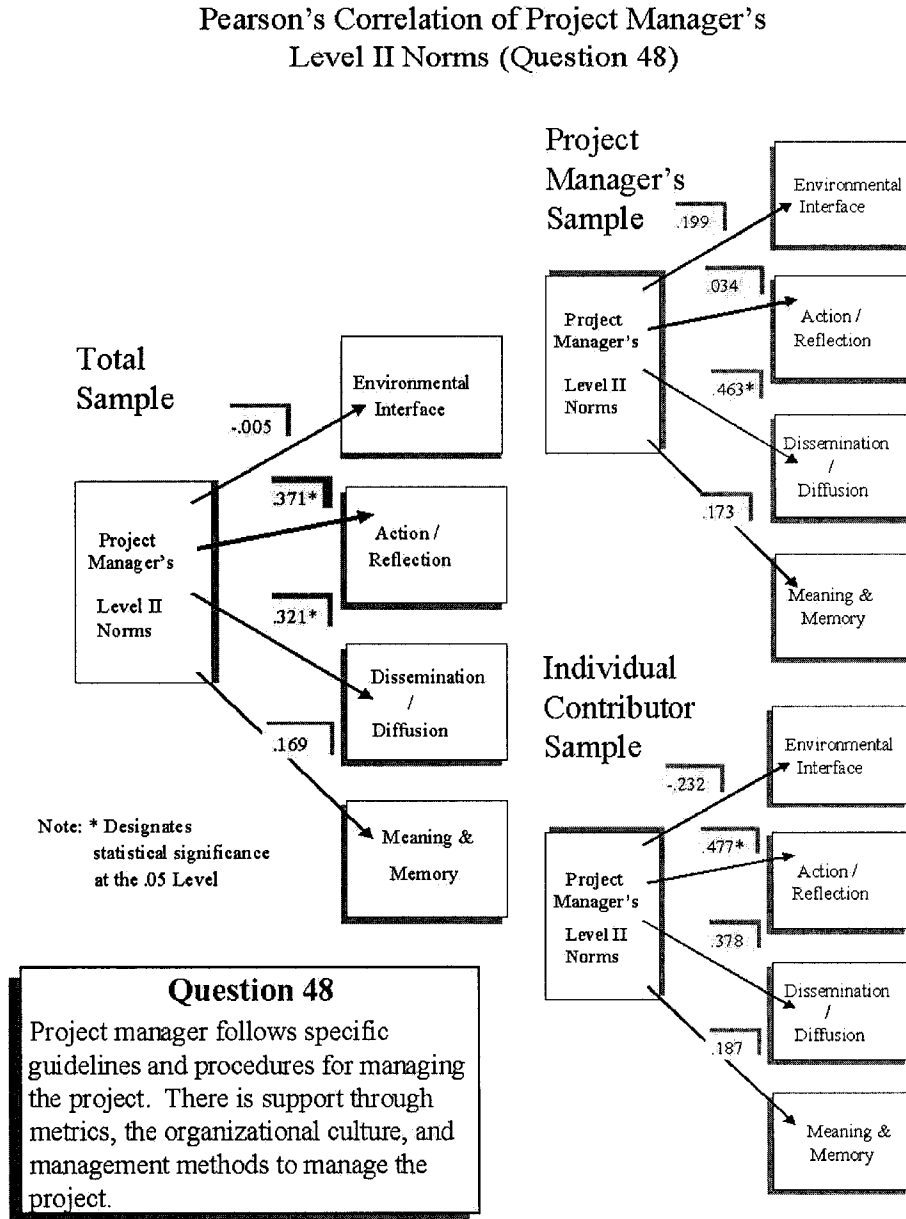 Pearson's Correlation of Project Manager's
Level II Norms (Question 48)
Total
Sample
-.005
.371*
.321*
.169
Project
Manager's
Level II
Norms
Environmental
Interface
Action /
Reflection
Dissemination
/
Diffusion
Meaning &
Memory
Note: * Designates
statistical significance
at the .05 Level
Project
Manager's
Sample
.199
.034
.463*
.173
Project
Manager's
Level II
Norms
Environmental
Interface
Action /
Reflection
Dissemination
/
Diffusion
Meaning &
Memory
Individual
Contributor
Sample
-.232
.477*
.378
.187
Project
Manager's
Level II
Norms
Environmental
Interface
Action /
Reflection
Dissemination
/
Diffusion
Meaning &
Memory
Question 48
Project manager follows specific
guidelines and procedures for managing
the project. There is support through
metrics, the organizational culture, and
management methods to manage the
project.